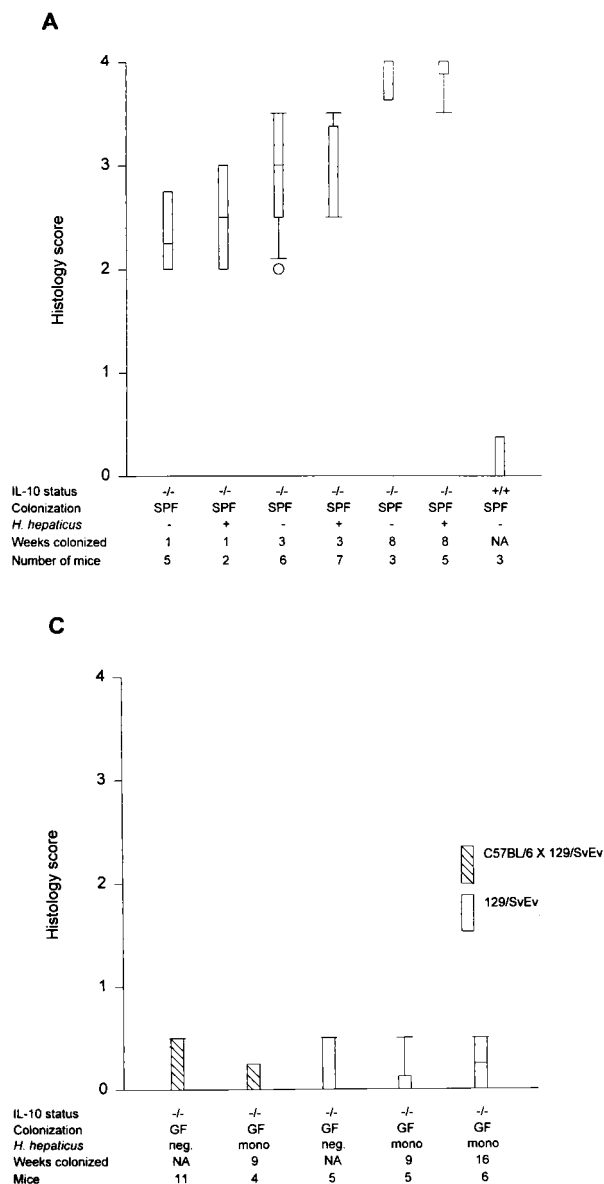 A
4
3
2
1
0
Histology score
IL-10 status -/- -/- -/- -/- -/- -/- +/+
Colonization SPF SPF SPF SPF SPF SPF SPF
H. hepaticus - + - + - + -
Weeks colonized 1 1 3 3 8 8 NA
Number of mice 5 2 6 7 3 5 3
C
4
3
2
1
0
Histology score
C57BL/6 X 129/SvEv
129/SvEv
IL-10 status -/- -/- -/- -/- -/-
Colonization GF GF GF GF GF
H. hepaticus neg. mono neg. mono mono
Weeks colonized NA 9 NA 9 16
Mice 11 4 5 5 6